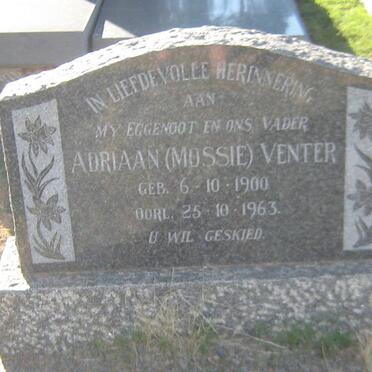 IN LIEFDEVOLLE HERINNERING
AAN
MY EGGENOOT EN ONS VADER
ADRIAAN (MOSSIE) VENTER
GEB. 6-10-1900
OORL. 25-10-1963.
U WIL GESKIED.